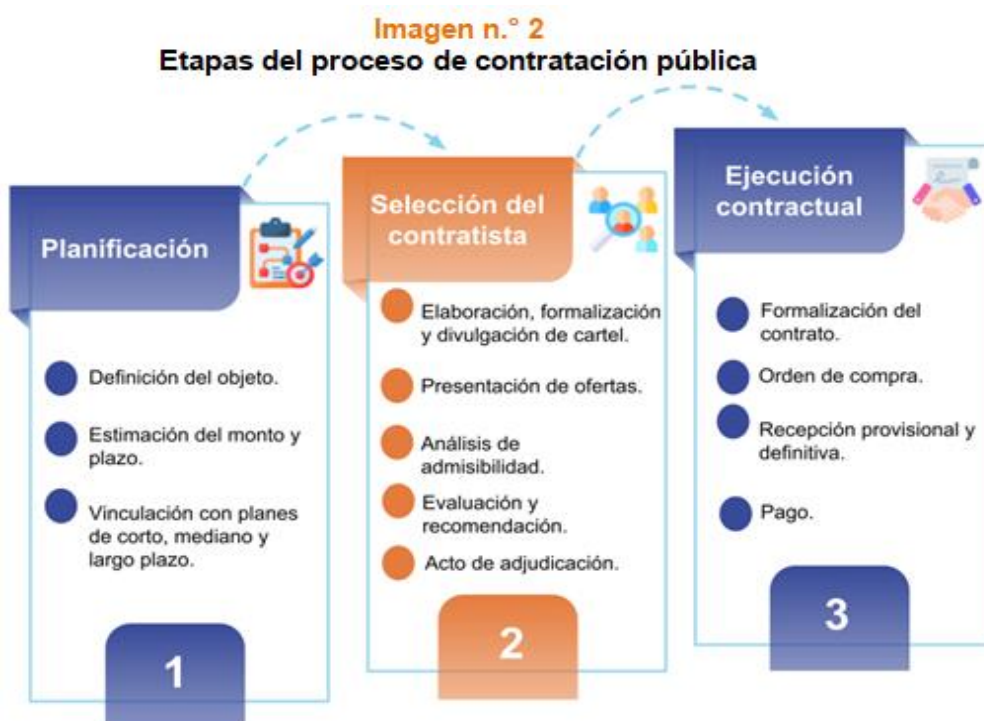 Imagen n.° 2
Etapas del proceso de contratación pública
Planificación
Definición del objeto.
Estimación del monto y
plazo.
Vinculación con planes
de corto, mediano y
largo plazo.
1
Selección del
contratista
Elaboración, formalización
y divulgación de cartel.
Presentación de ofertas.
Análisis de
admisibilidad.
Evaluación y
recomendación.
Acto de adjudicación.
2
Ejecución
contractual
Formalización del
contrato.
Orden de compra.
Recepción provisional y
definitiva.
Pago.
3